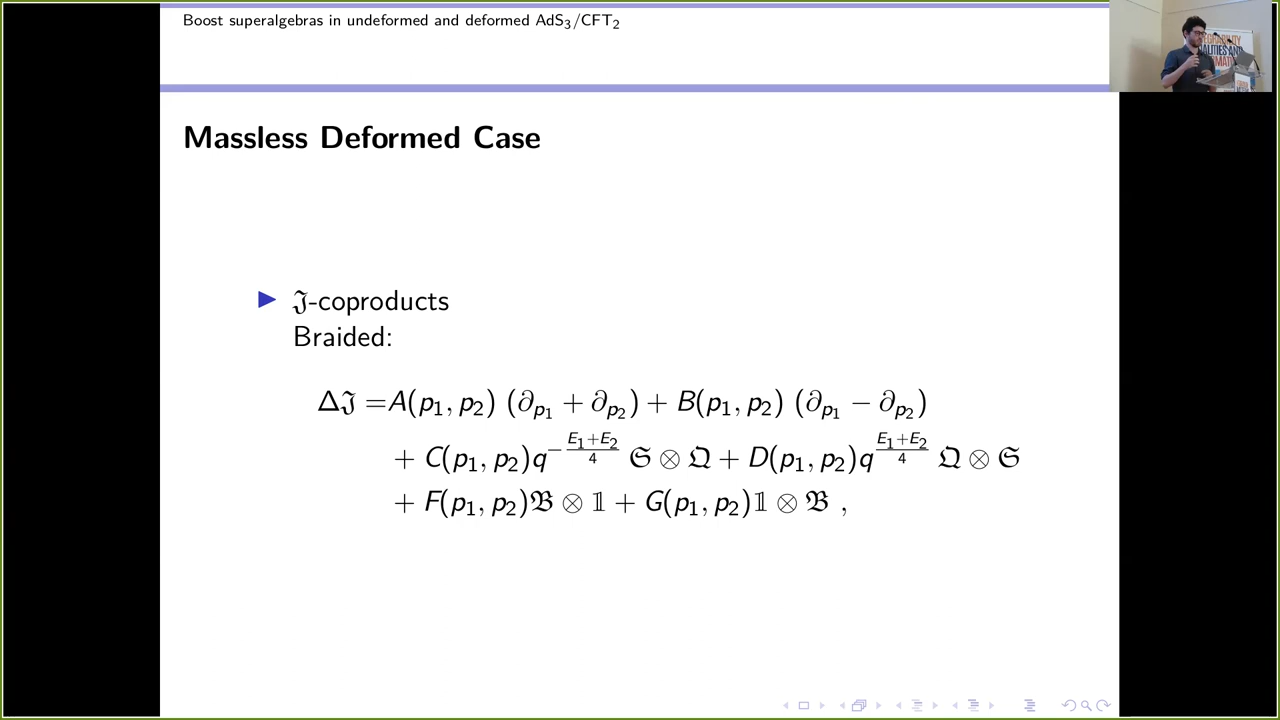 Boost superalgebras in undeformed and deformed AdS₃/CFT₂
Massless Deformed Case
𝔍-coproducts
Braided:
Δ𝔍 =A(p₁, p₂) (∂_{p₁} + ∂_{p₂}) + B(p₁, p₂) (∂_{p₁} − ∂_{p₂})
+ C(p₁, p₂)q^{−\frac{E₁+E₂}{4}} 𝔖 ⊗ 𝔔 + D(p₁, p₂)q^{\frac{E₁+E₂}{4}} 𝔔 ⊗ 𝔖
+ F(p₁, p₂)𝔅 ⊗ 𝟙 + G(p₁, p₂)𝟙 ⊗ 𝔅 ,